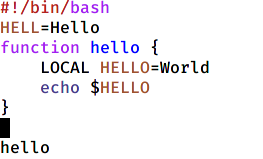 #!/bin/bash
HELL=Hello
function hello {
    LOCAL HELLO=World
    echo $HELLO
}
hello